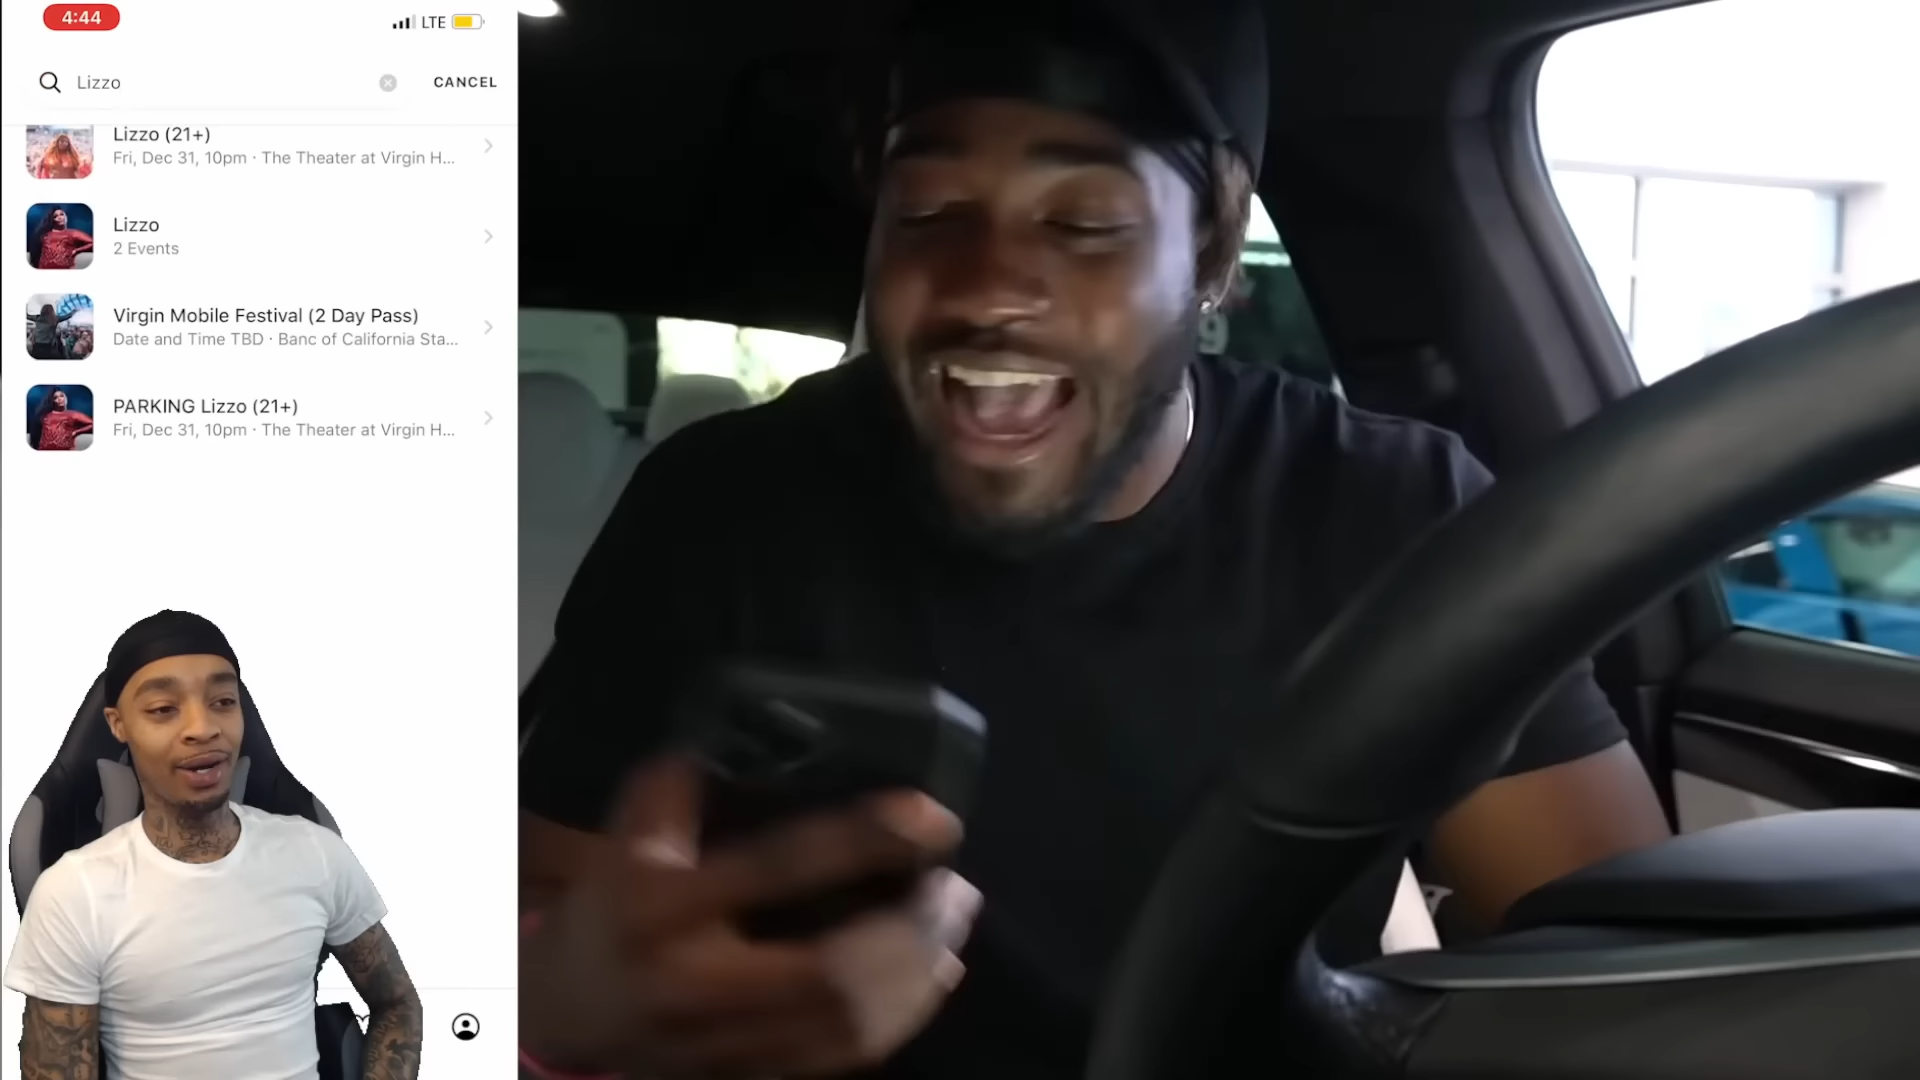 4:44
LTE
Lizzo
CANCEL
Lizzo (21+)
Fri, Dec 31, 10pm · The Theater at Virgin H...
Lizzo
2 Events
Virgin Mobile Festival (2 Day Pass)
Date and Time TBD · Banc of California Sta...
PARKING Lizzo (21+)
Fri, Dec 31, 10pm · The Theater at Virgin H...
9